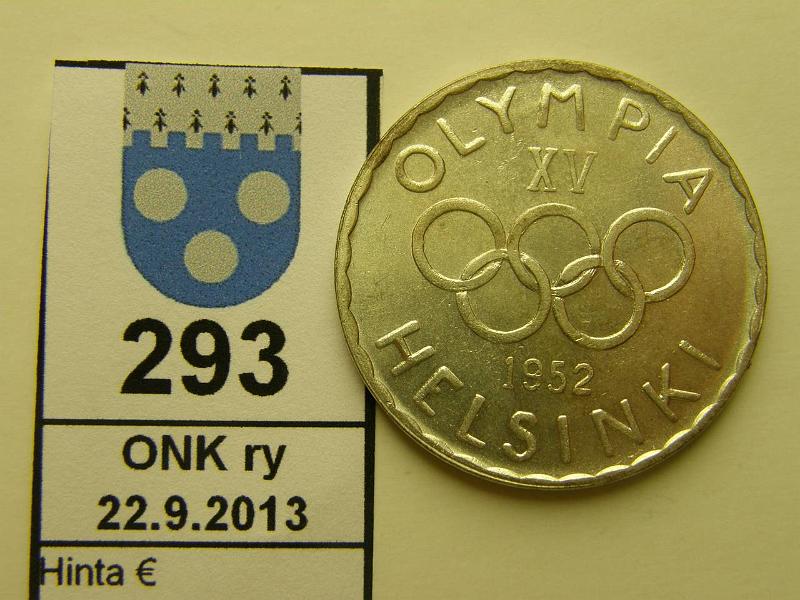 293
ONK ry
22.9.2013
Hinta €
OLYMPIA
XV
1952
HELSINKI